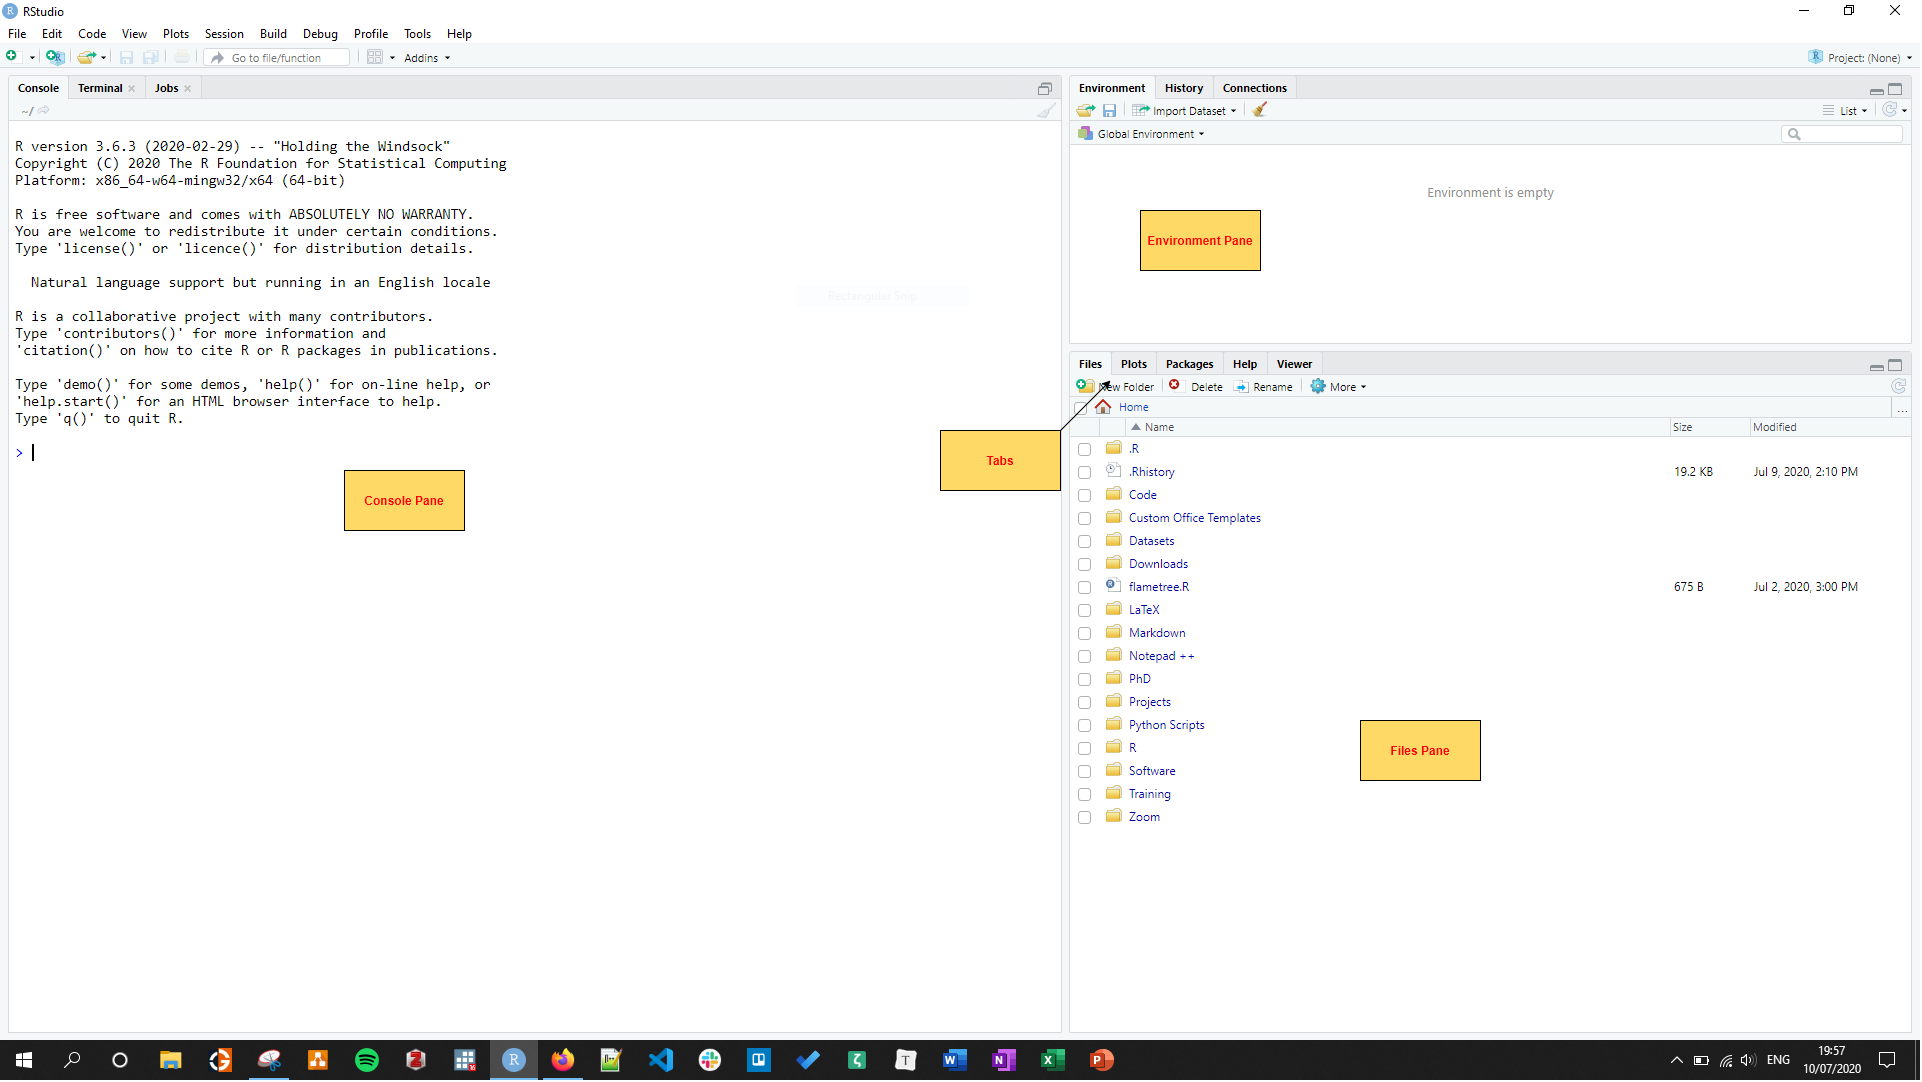 RStudio
File Edit Code View Plots Session Build Debug Profile Tools Help
Go to file/function Addins Project: (None)
Console Terminal Jobs
~/
R version 3.6.3 (2020-02-29) -- "Holding the Windsock"
Copyright (C) 2020 The R Foundation for Statistical Computing
Platform: x86_64-w64-mingw32/x64 (64-bit)
R is free software and comes with ABSOLUTELY NO WARRANTY.
You are welcome to redistribute it under certain conditions.
Type 'license()' or 'licence()' for distribution details.
Natural language support but running in an English locale
R is a collaborative project with many contributors.
Type 'contributors()' for more information and
'citation()' on how to cite R or R packages in publications.
Type 'demo()' for some demos, 'help()' for on-line help, or
'help.start()' for an HTML browser interface to help.
Type 'q()' to quit R.
>
Console Pane
Rectangular Snip
Tabs
Environment History Connections
Import Dataset List
Global Environment
Environment is empty
Environment Pane
Files Plots Packages Help Viewer
New Folder Delete Rename More
Home ...
Name Size Modified
.R
.Rhistory 19.2 KB Jul 9, 2020, 2:10 PM
Code
Custom Office Templates
Datasets
Downloads
flametree.R 675 B Jul 2, 2020, 3:00 PM
LaTeX
Markdown
Notepad ++
PhD
Projects
Python Scripts
R
Software
Training
Zoom
Files Pane
ENG 19:57
10/07/2020